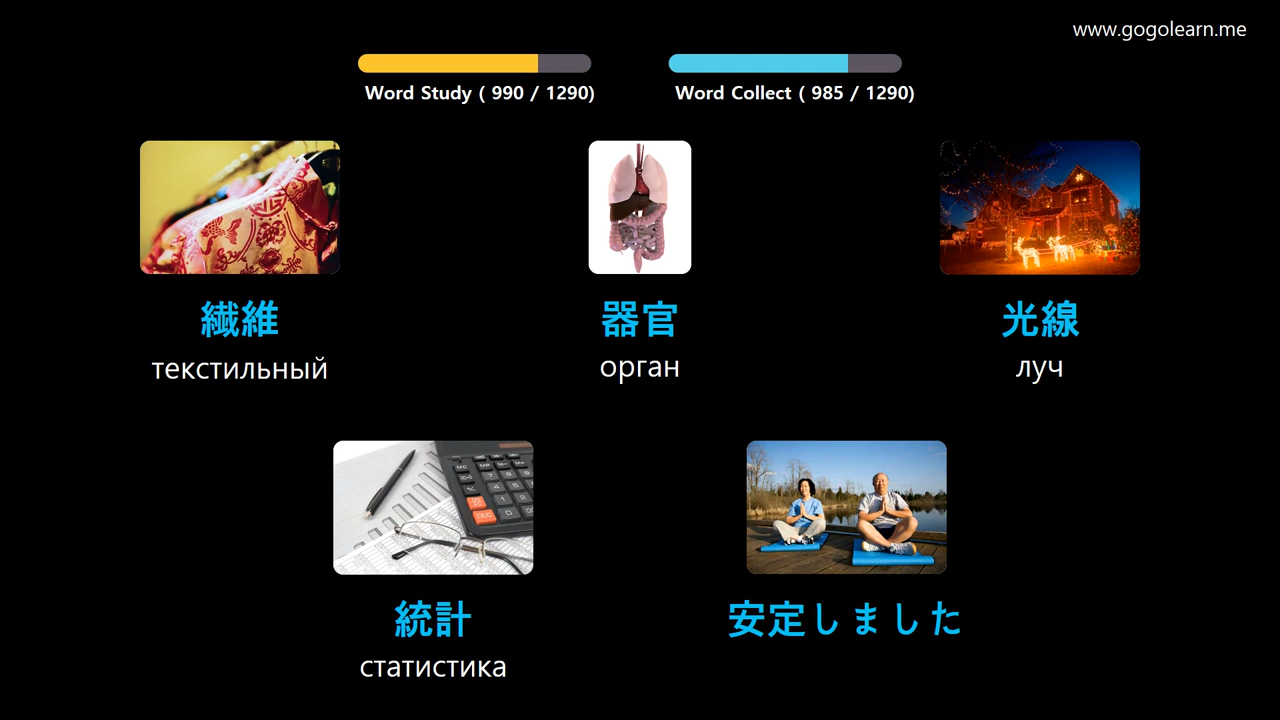 www.gogolearn.me
Word Study ( 990 / 1290)
Word Collect ( 985 / 1290)
繊維
текстильный
器官
орган
光線
луч
統計
статистика
安定しました